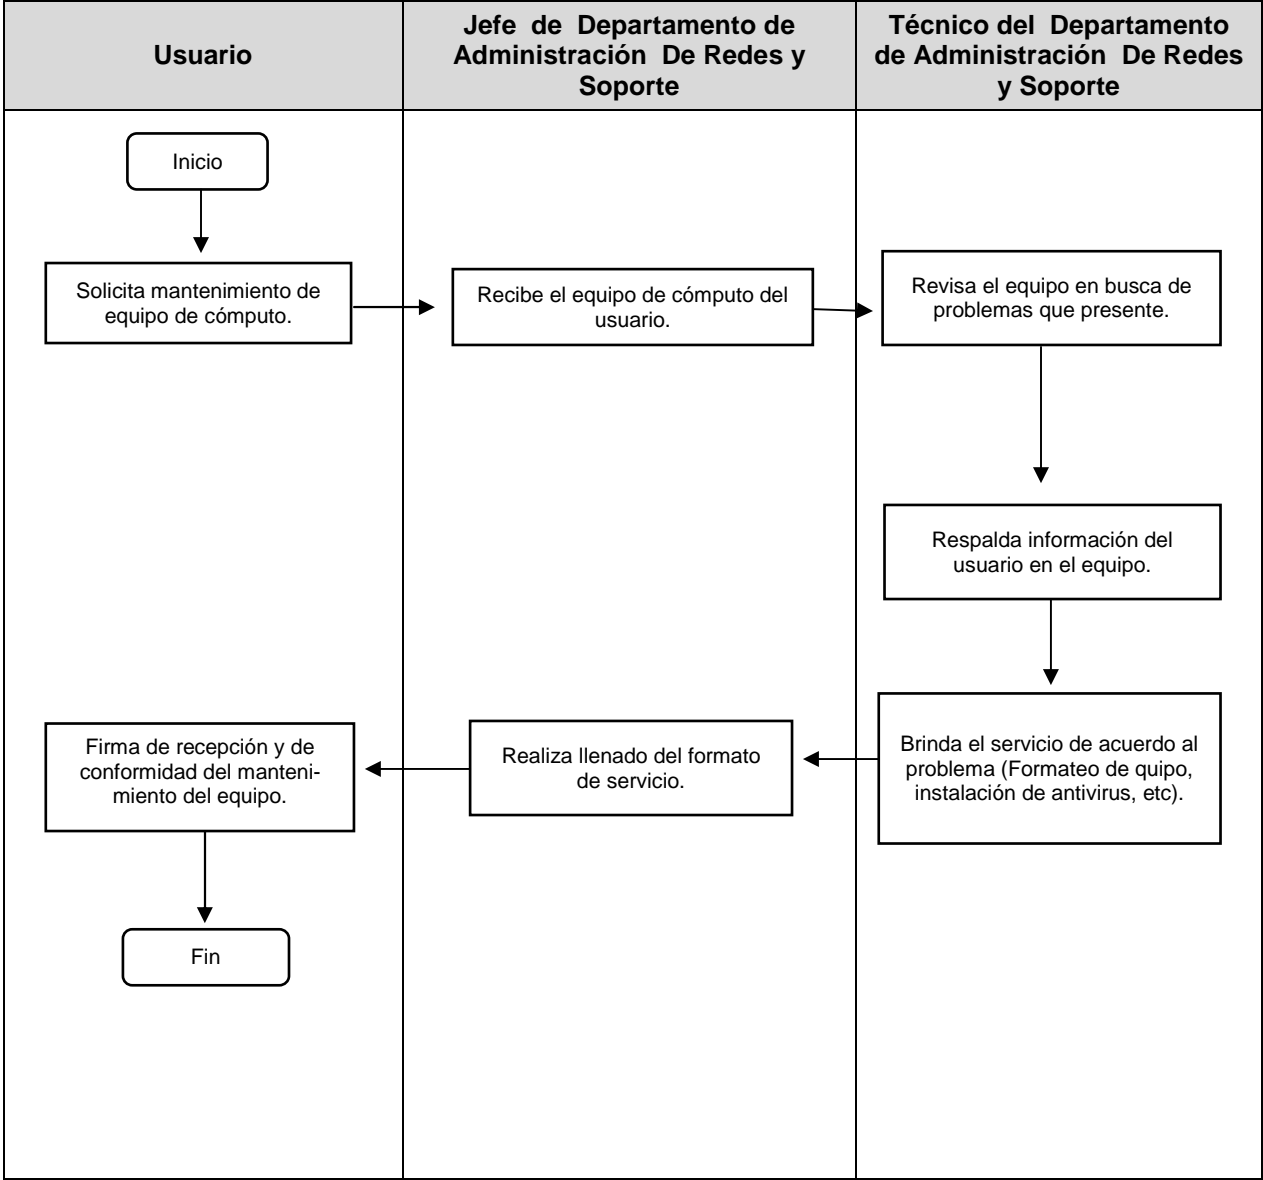 Usuario
Jefe de Departamento de
Administración De Redes y
Soporte
Técnico del Departamento
de Administración De Redes
y Soporte
Inicio
Solicita mantenimiento de
equipo de cómputo.
Recibe el equipo de cómputo del
usuario.
Revisa el equipo en busca de
problemas que presente.
Respalda información del
usuario en el equipo.
Brinda el servicio de acuerdo al
problema (Formateo de quipo,
instalación de antivirus, etc).
Realiza llenado del formato
de servicio.
Firma de recepción y de
conformidad del manteni-
miento del equipo.
Fin